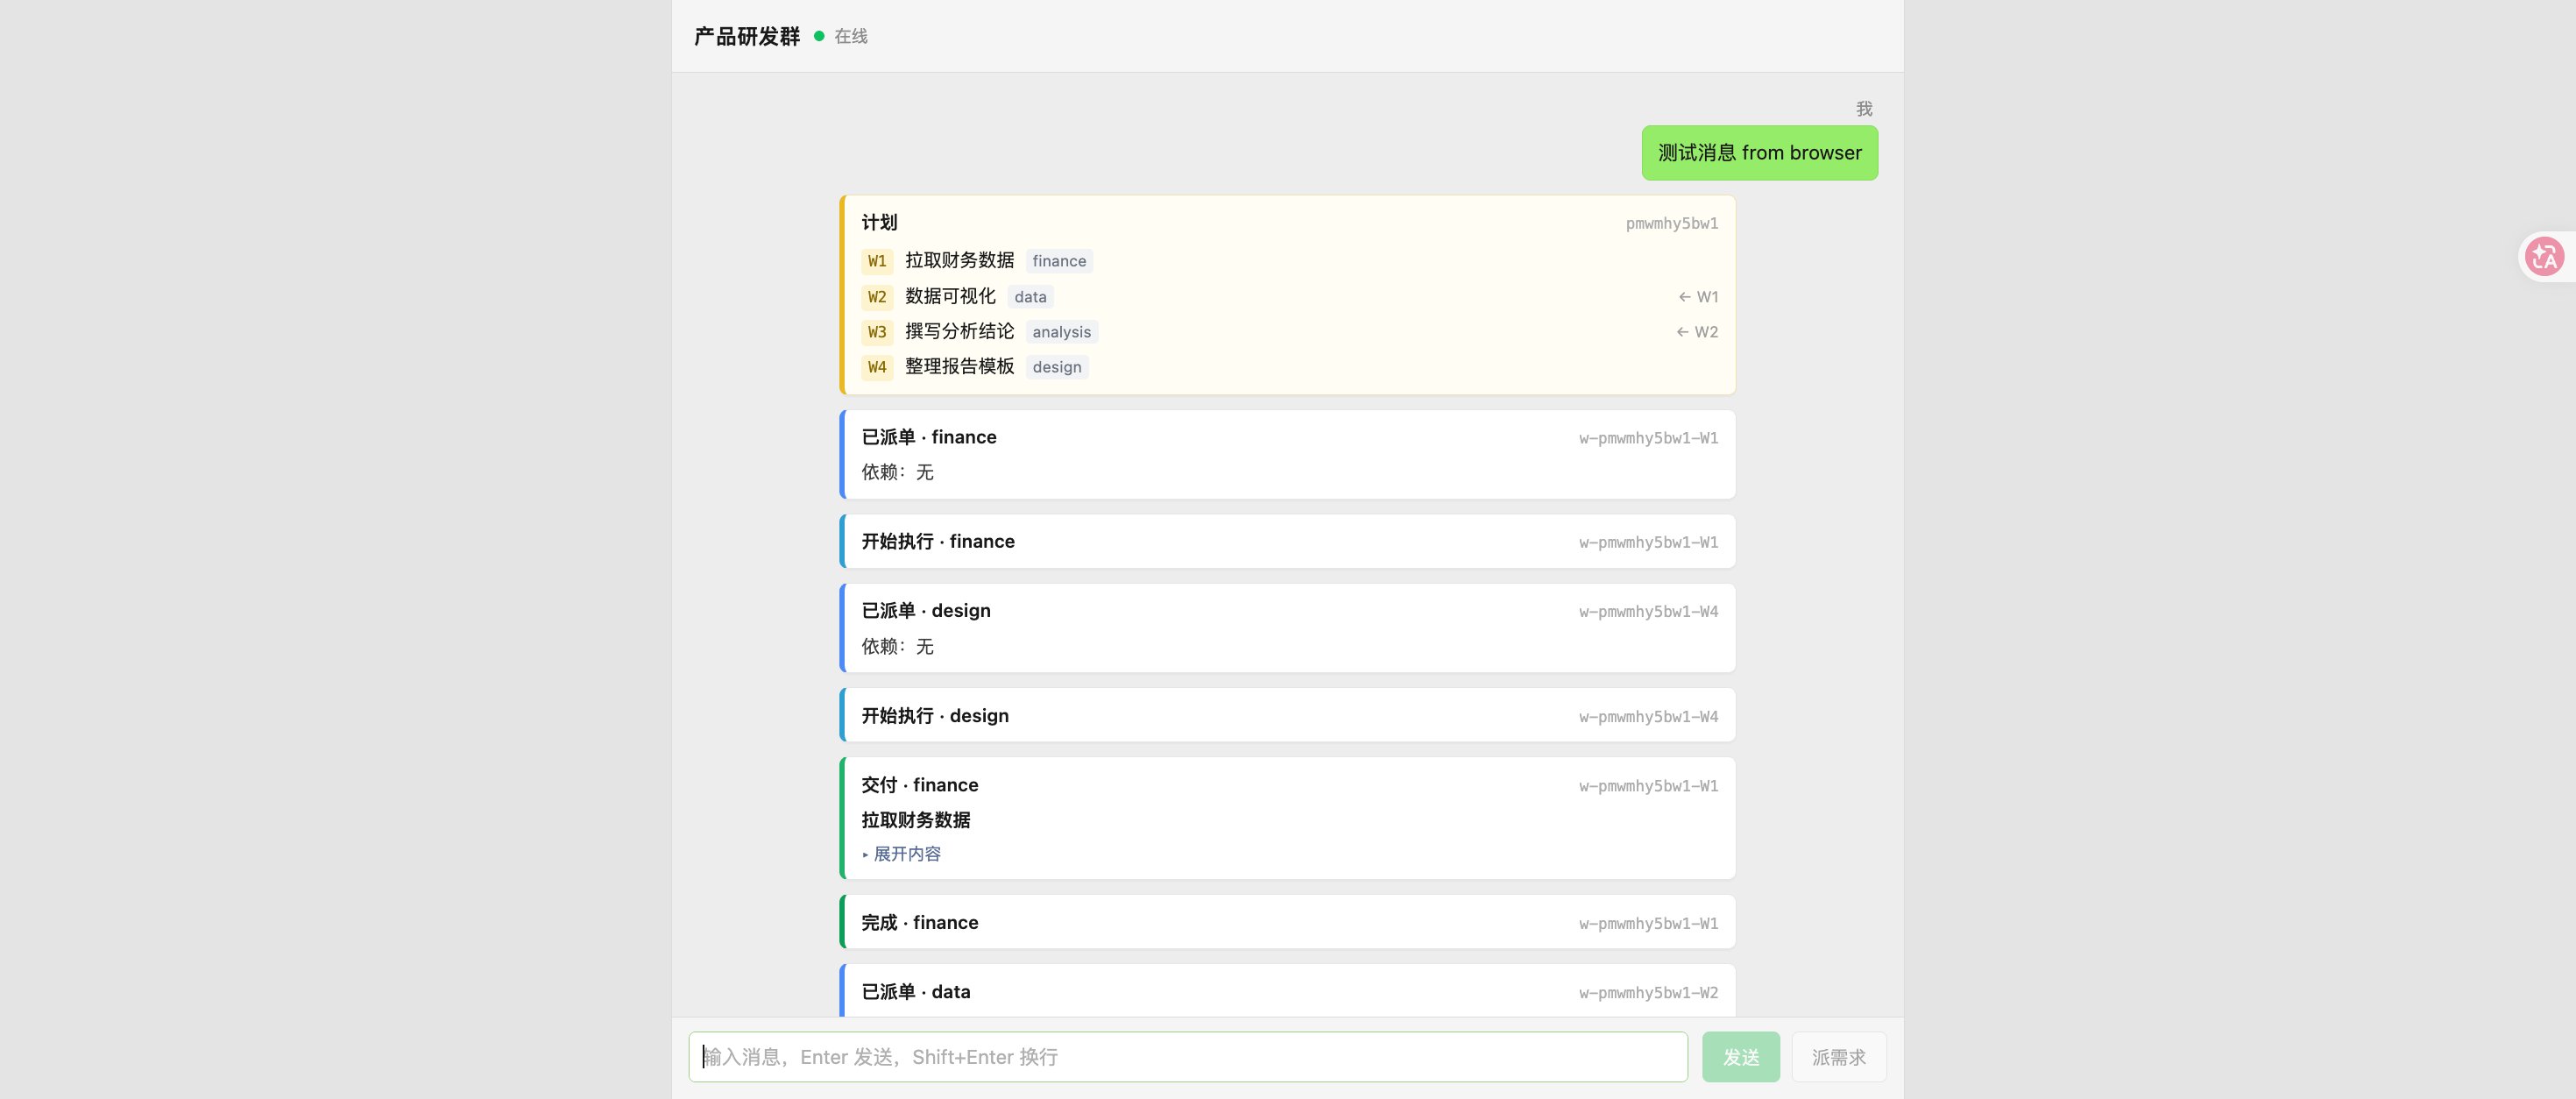 产品研发群 在线
我
测试消息 from browser
计划 pmwmhy5bw1
W1 拉取财务数据 finance
W2 数据可视化 data ← W1
W3 撰写分析结论 analysis ← W2
W4 整理报告模板 design
已派单 · finance w-pmwmhy5bw1-W1
依赖：无
开始执行 · finance w-pmwmhy5bw1-W1
已派单 · design w-pmwmhy5bw1-W4
依赖：无
开始执行 · design w-pmwmhy5bw1-W4
交付 · finance w-pmwmhy5bw1-W1
拉取财务数据
▸ 展开内容
完成 · finance w-pmwmhy5bw1-W1
已派单 · data w-pmwmhy5bw1-W2
输入消息，Enter 发送，Shift+Enter 换行 发送 派需求